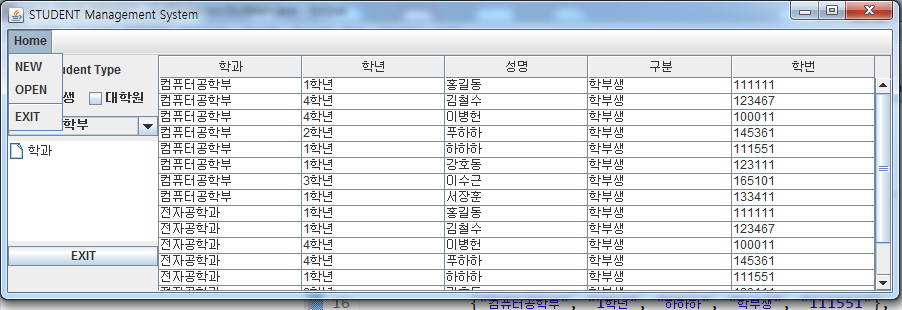 STUDENT Management System
Home
NEW
OPEN
EXIT
udent Type
생 대학원
학부
학과
EXIT
학과 학년 성명 구분 학번
컴퓨터공학부 1학년 홍길동 학부생 111111
컴퓨터공학부 4학년 김철수 학부생 123467
컴퓨터공학부 4학년 이병헌 학부생 100011
컴퓨터공학부 2학년 푸하하 학부생 145361
컴퓨터공학부 1학년 하하하 학부생 111551
컴퓨터공학부 1학년 강호동 학부생 123111
컴퓨터공학부 3학년 이수근 학부생 165101
컴퓨터공학부 1학년 서장훈 학부생 133411
전자공학과 1학년 홍길동 학부생 111111
전자공학과 1학년 김철수 학부생 123467
전자공학과 4학년 이병헌 학부생 100011
전자공학과 4학년 푸하하 학부생 145361
전자공학과 1학년 하하하 학부생 111551
16 {"컴퓨터공학부", "1학년", "하하하", "학부생", "111551"},